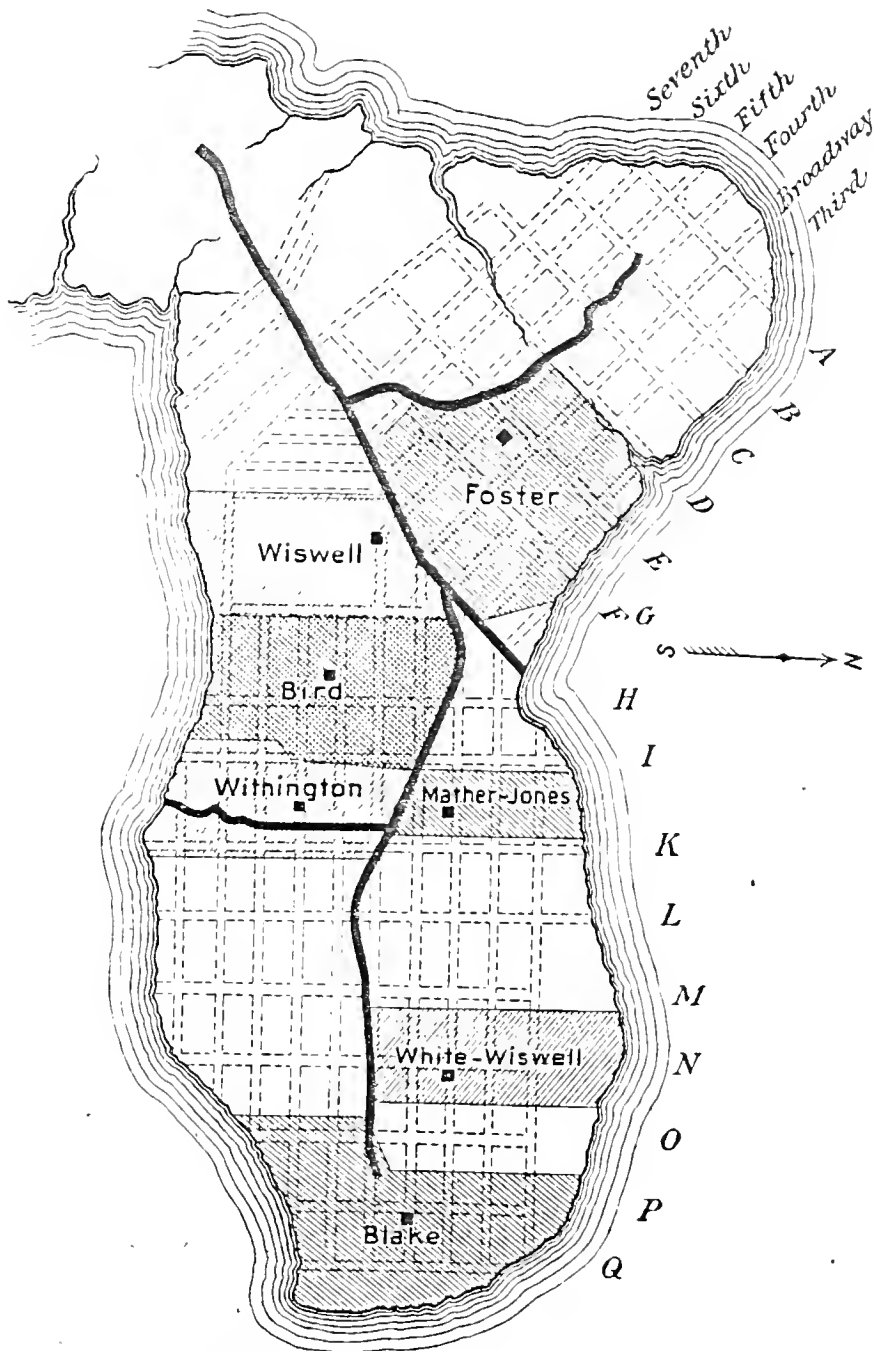 Seventh
Sixth
Fifth
Fourth
Broadway
Third
A
B
C
D
E
F
G
H
I
K
L
M
N
O
P
Q
S
N
Foster
Wiswell
Bird
Withington
Mather-Jones
White-Wiswell
Blake